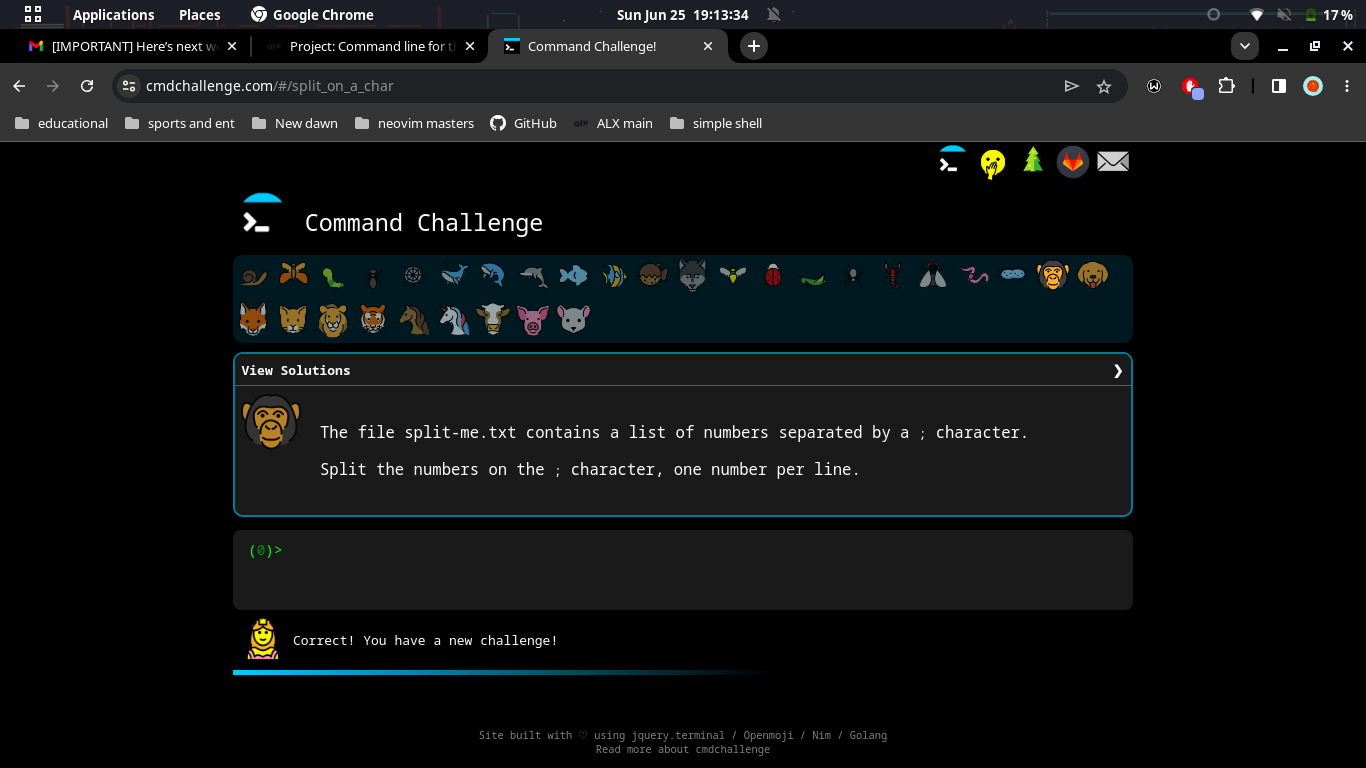 Applications Places Google Chrome Sun Jun 25 19:13:34 17 %
[IMPORTANT] Here's next w Project: Command line for t Command Challenge!
cmdchallenge.com/#/split_on_a_char
educational sports and ent New dawn neovim masters GitHub ALX main simple shell
Command Challenge
View Solutions
The file split-me.txt contains a list of numbers separated by a ; character.
Split the numbers on the ; character, one number per line.
(0)>
Correct! You have a new challenge!
Site built with ♡ using jquery.terminal / Openmoji / Nim / Golang
Read more about cmdchallenge